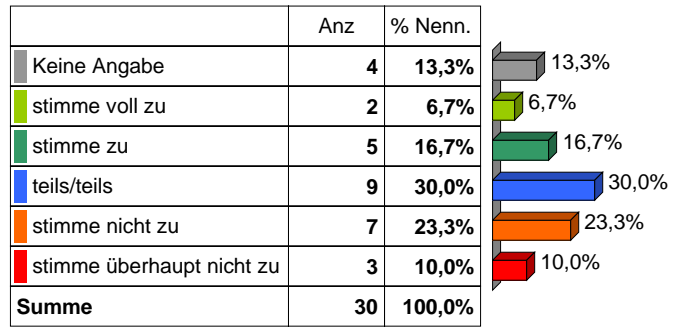 Anz % Nenn.
Keine Angabe 4 13,3% 13,3%
stimme voll zu 2 6,7% 6,7%
stimme zu 5 16,7% 16,7%
teils/teils 9 30,0% 30,0%
stimme nicht zu 7 23,3% 23,3%
stimme überhaupt nicht zu 3 10,0% 10,0%
Summe 30 100,0%